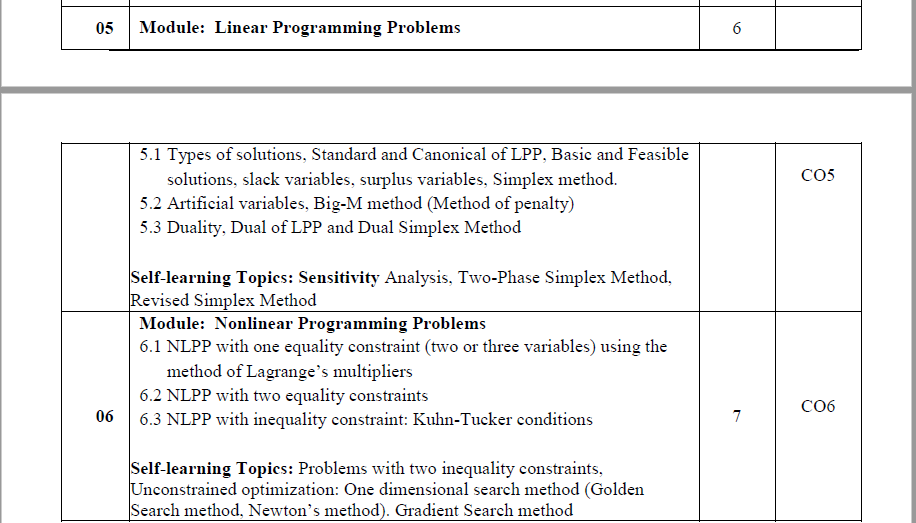 05 Module: Linear Programming Problems 6
5.1 Types of solutions, Standard and Canonical of LPP, Basic and Feasible
solutions, slack variables, surplus variables, Simplex method.
5.2 Artificial variables, Big-M method (Method of penalty)
5.3 Duality, Dual of LPP and Dual Simplex Method
Self-learning Topics: Sensitivity Analysis, Two-Phase Simplex Method,
Revised Simplex Method
CO5
06
Module: Nonlinear Programming Problems
6.1 NLPP with one equality constraint (two or three variables) using the
method of Lagrange’s multipliers
6.2 NLPP with two equality constraints
6.3 NLPP with inequality constraint: Kuhn-Tucker conditions
Self-learning Topics: Problems with two inequality constraints,
Unconstrained optimization: One dimensional search method (Golden
Search method, Newton’s method). Gradient Search method
7
CO6